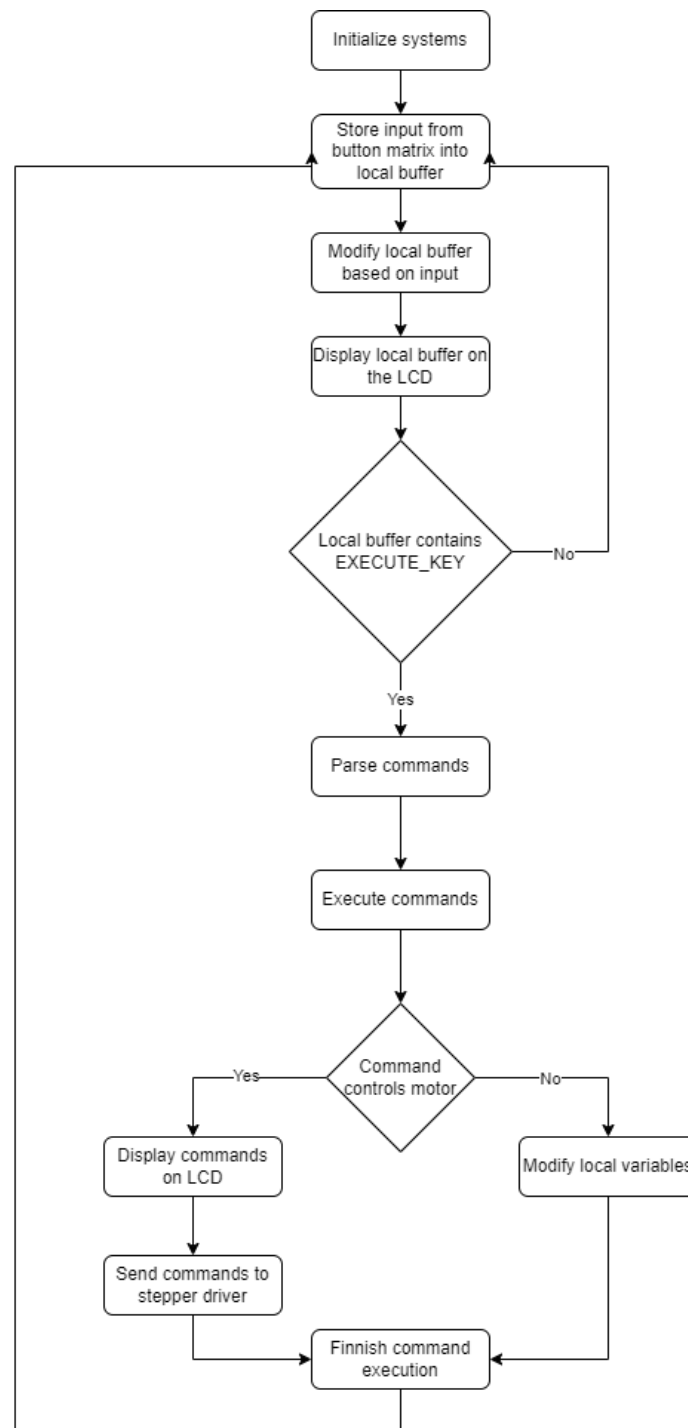 Initialize systems
Store input from
button matrix into
local buffer
Modify local buffer
based on input
Display local buffer on
the LCD
Local buffer contains
EXECUTE_KEY
No
Yes
Parse commands
Execute commands
Command
controls motor
Yes
No
Display commands
on LCD
Modify local variables
Send commands to
stepper driver
Finnish command
execution